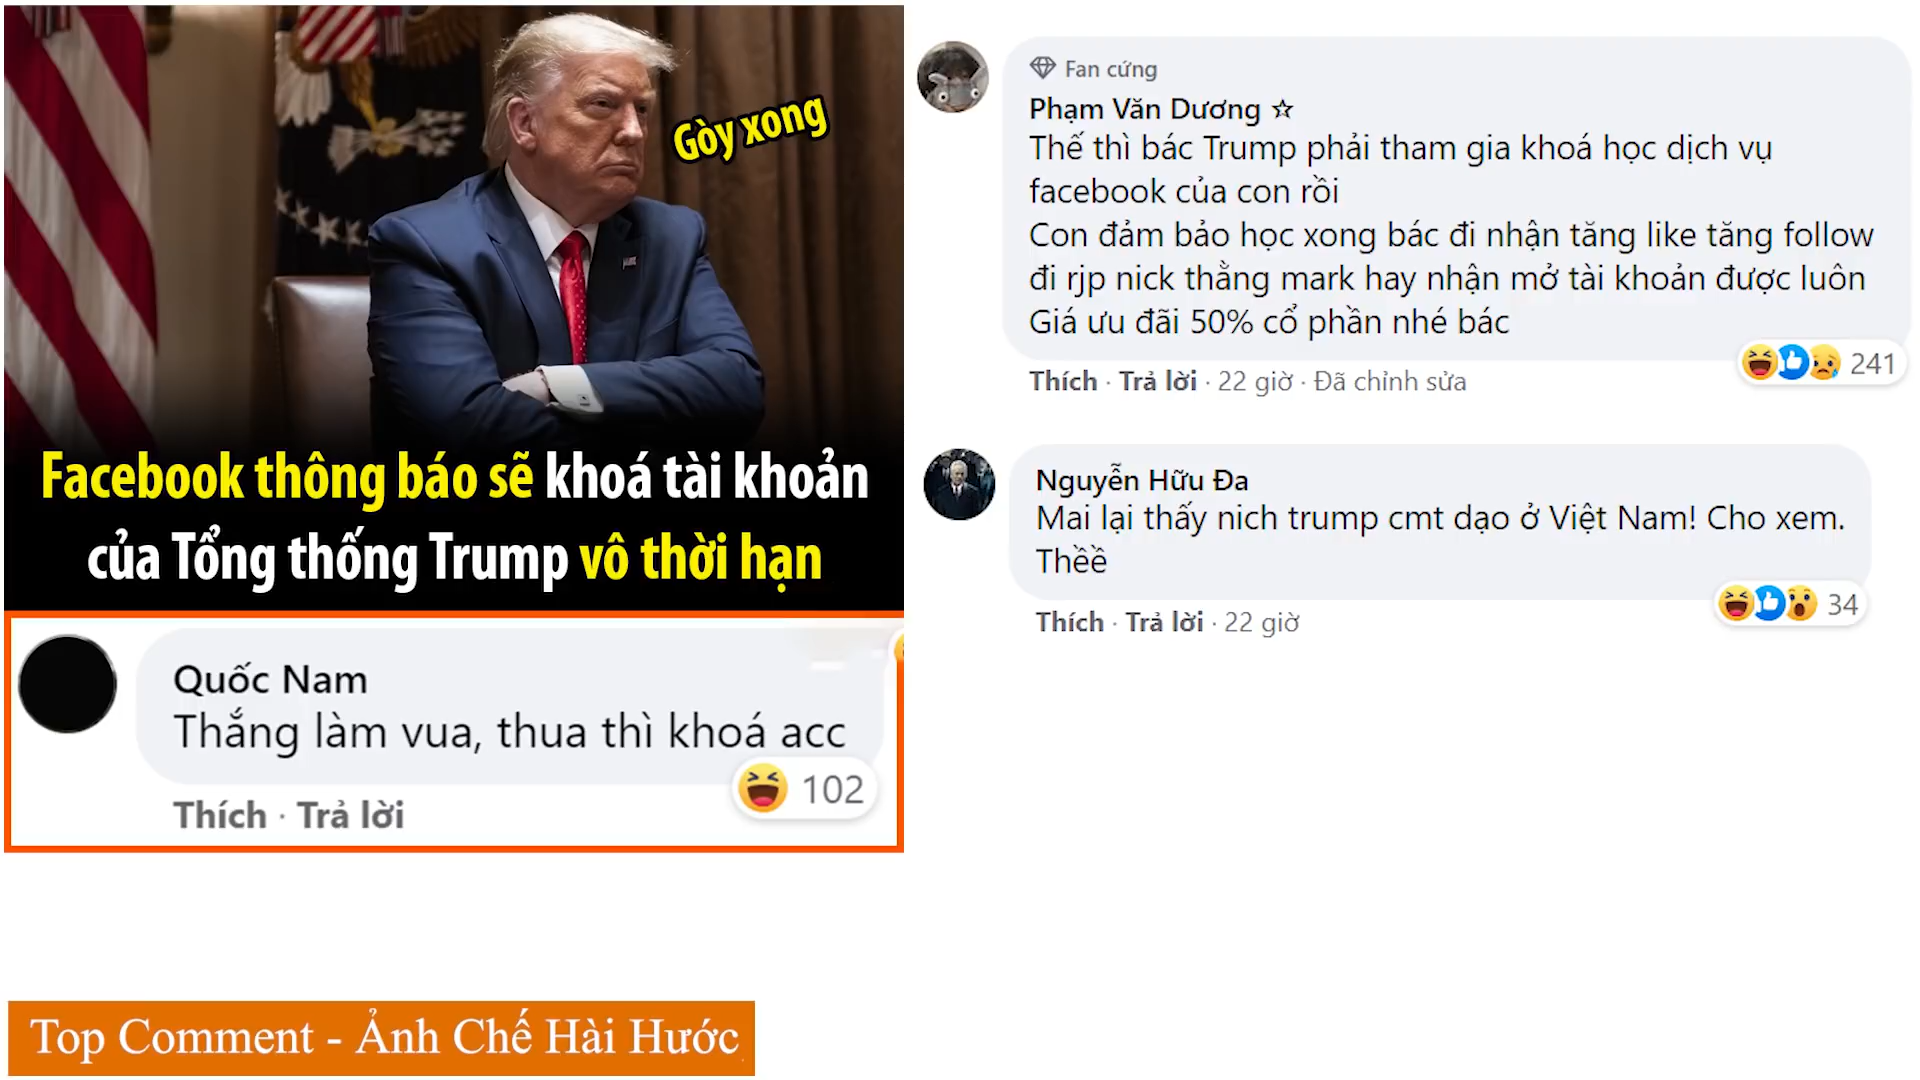 Gòy xong
Facebook thông báo sẽ khoá tài khoản
của Tổng thống Trump vô thời hạn
Quốc Nam
Thắng làm vua, thua thì khoá acc
102
Thích · Trả lời
Fan cứng
Phạm Văn Dương ☆
Thế thì bác Trump phải tham gia khoá học dịch vụ
facebook của con rồi
Con đảm bảo học xong bác đi nhận tăng like tăng follow
đi rjp nick thằng mark hay nhận mở tài khoản được luôn
Giá ưu đãi 50% cổ phần nhé bác
241
Thích · Trả lời · 22 giờ · Đã chỉnh sửa
Nguyễn Hữu Đa
Mai lại thấy nich trump cmt dạo ở Việt Nam! Cho xem.
Thềề
34
Thích · Trả lời · 22 giờ
Top Comment - Ảnh Chế Hài Hước